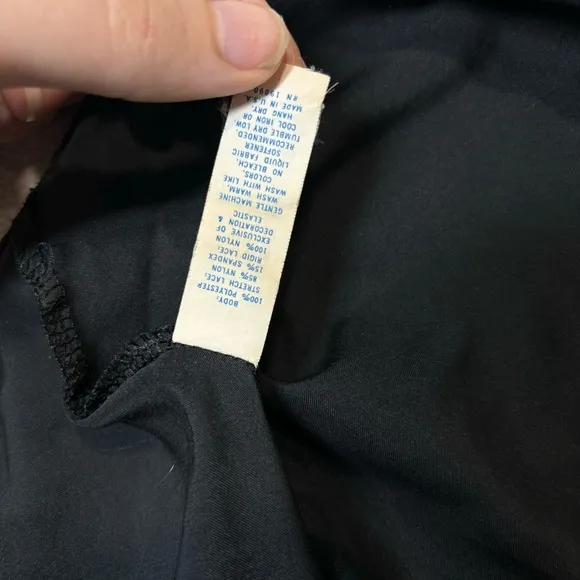 BODY:
100% POLYESTER
STRETCH LACE:
85% NYLON
15% SPANDEX
RIGID LACE:
100% NYLON
EXCLUSIVE OF
DECORATION &
ELASTIC
GENTLE MACHINE
WASH WARM.
WASH WITH LIKE
COLORS.
NO BLEACH.
LIQUID FABRIC
SOFTENER
RECOMMENDED.
TUMBLE DRY LOW.
COOL IRON OR
HANG DRY.
MADE IN U.S.A.